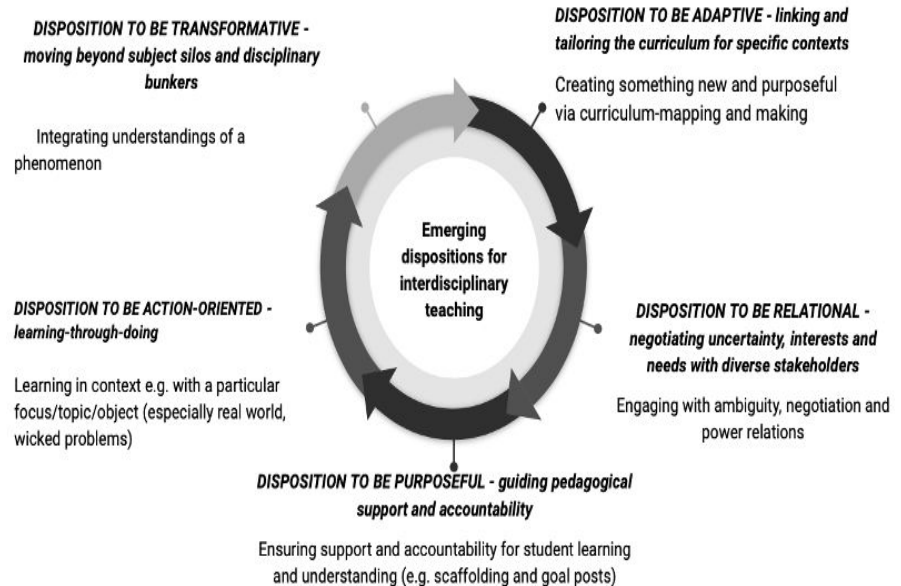 DISPOSITION TO BE TRANSFORMATIVE -
moving beyond subject silos and disciplinary
bunkers
Integrating understandings of a
phenomenon
DISPOSITION TO BE ADAPTIVE - linking and
tailoring the curriculum for specific contexts
Creating something new and purposeful
via curriculum-mapping and making
Emerging
dispositions for
interdisciplinary
teaching
DISPOSITION TO BE RELATIONAL -
negotiating uncertainty, interests and
needs with diverse stakeholders
Engaging with ambiguity, negotiation and
power relations
DISPOSITION TO BE PURPOSEFUL - guiding pedagogical
support and accountability
Ensuring support and accountability for student learning
and understanding (e.g. scaffolding and goal posts)
DISPOSITION TO BE ACTION-ORIENTED -
learning-through-doing
Learning in context e.g. with a particular
focus/topic/object (especially real world,
wicked problems)